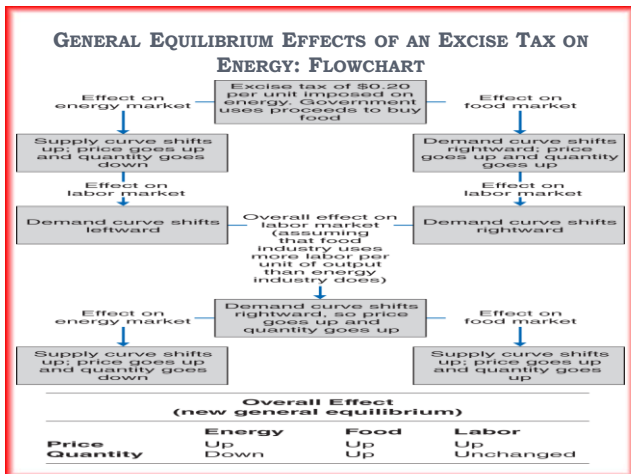 GENERAL EQUILIBRIUM EFFECTS OF AN EXCISE TAX ON
ENERGY: FLOWCHART
Excise tax of $0.20
per unit imposed on
energy. Government
uses proceeds to buy
food
Effect on
energy market
Effect on
food market
Supply curve shifts
up; price goes up
and quantity goes
down
Demand curve shifts
rightward; price
goes up and quantity
goes up
Effect on
labor market
Effect on
labor market
Demand curve shifts
leftward
Overall effect on
labor market
(assuming
that food
industry uses
more labor per
unit of output
than energy
industry does)
Demand curve shifts
rightward
Demand curve shifts
rightward, so price
goes up and
quantity goes up
Effect on
energy market
Effect on
food market
Supply curve shifts
up; price goes up
and quantity goes
down
Supply curve shifts
up; price goes up
and quantity goes
up
Overall Effect
(new general equilibrium)
Energy Food Labor
Price Up Up Up
Quantity Down Up Unchanged